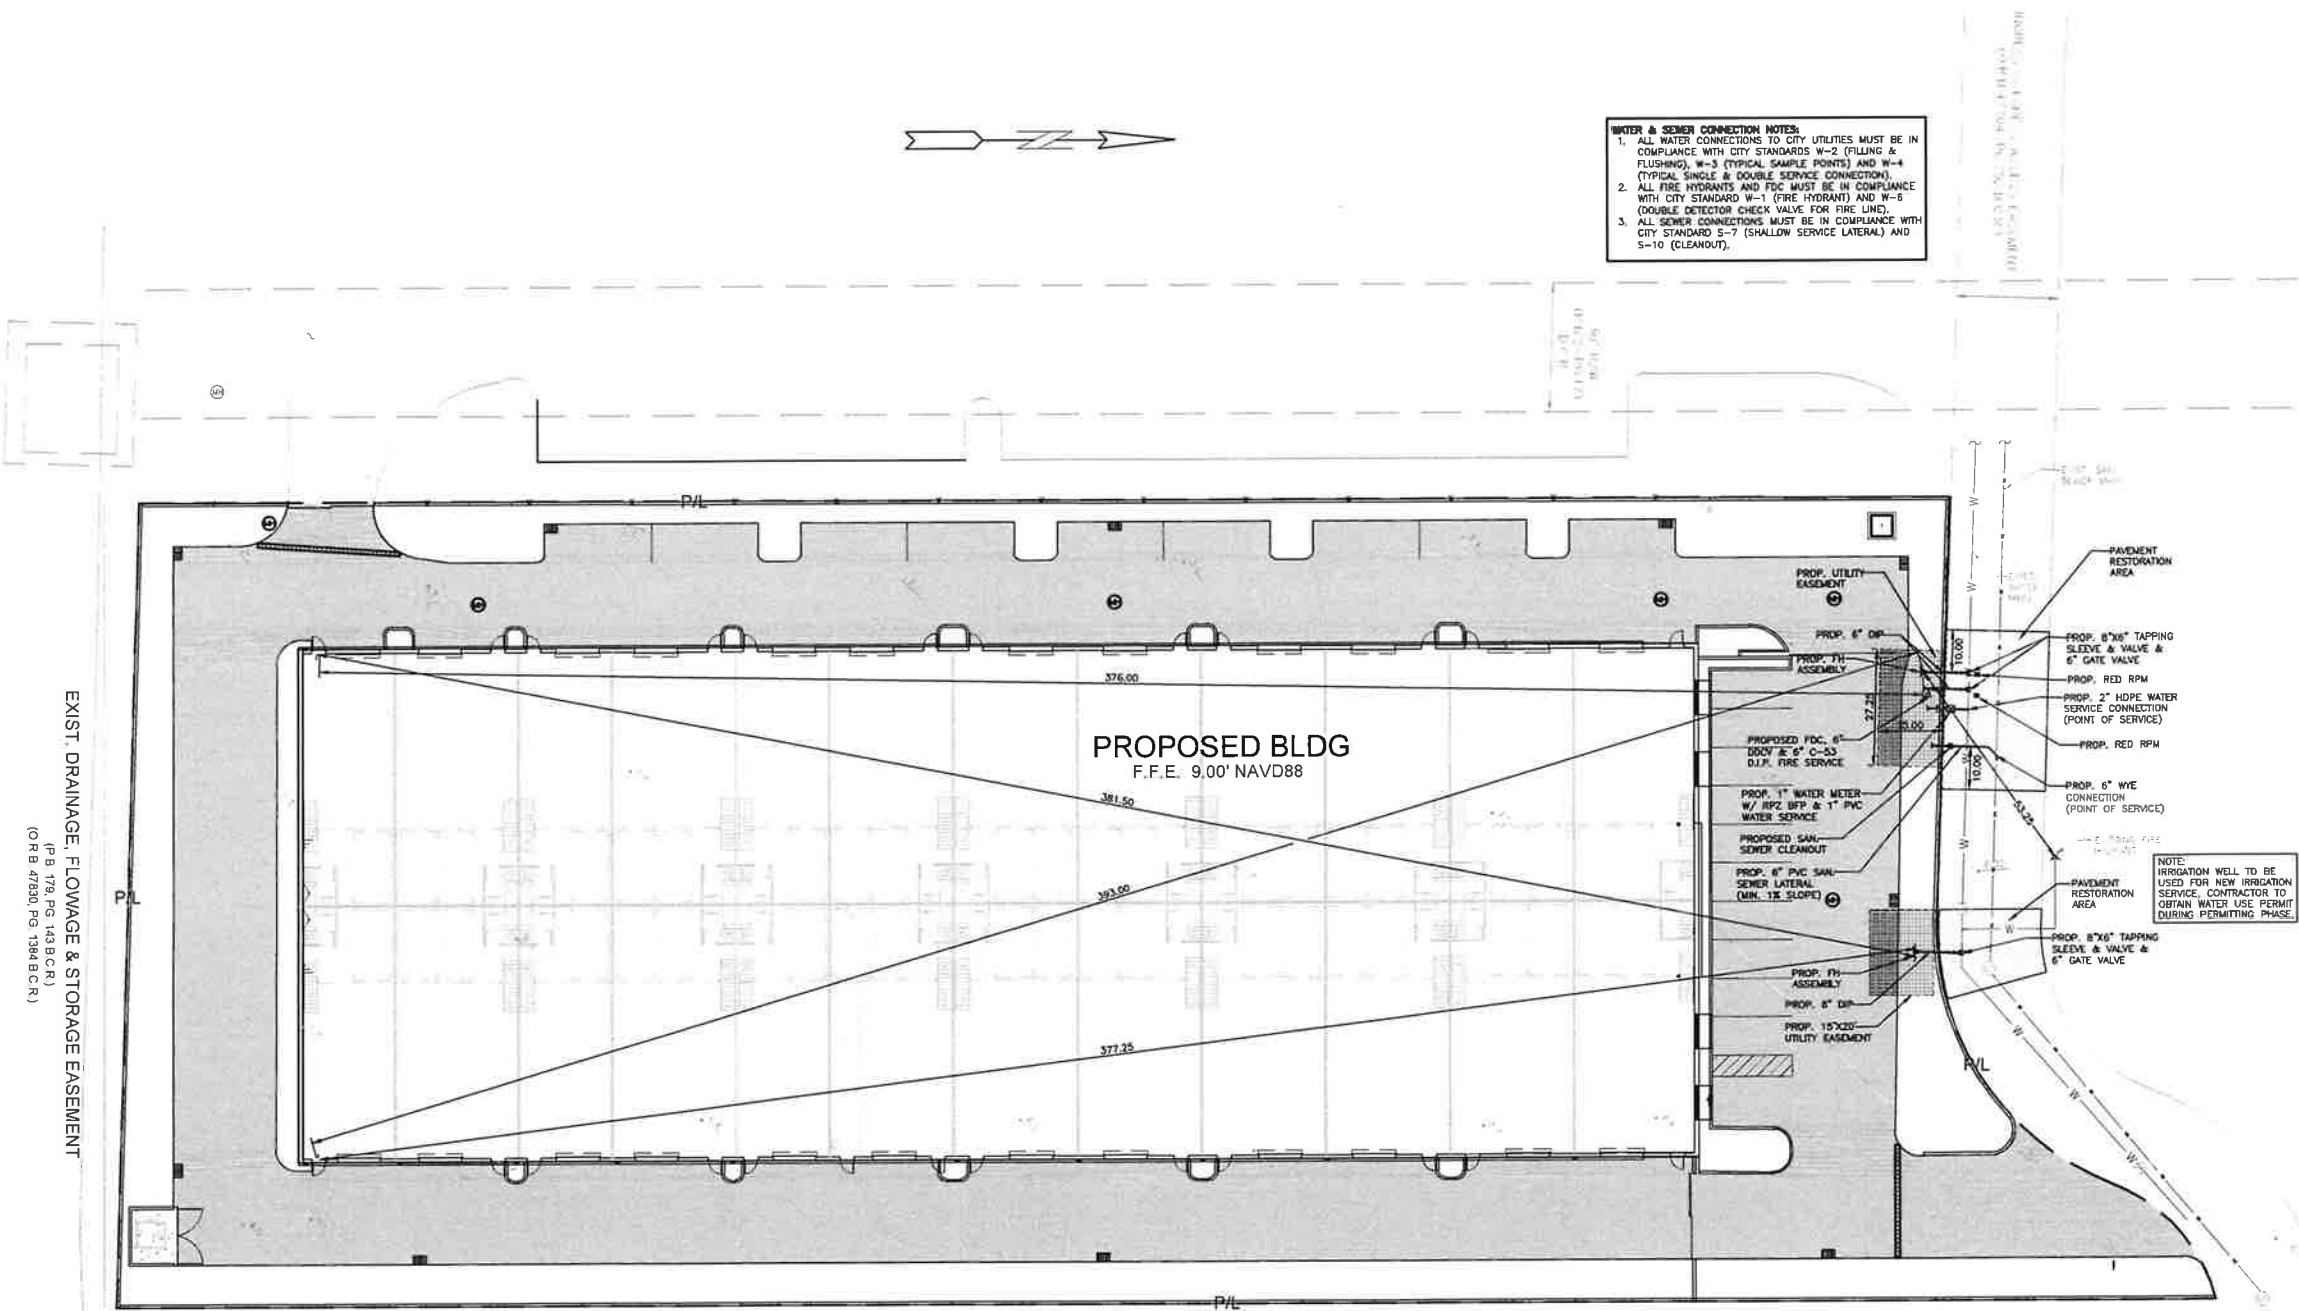 WATER & SEWER CONNECTION NOTES:
1. ALL WATER CONNECTIONS TO CITY UTILITIES MUST BE IN
COMPLIANCE WITH CITY STANDARDS W-2 (FILLING &
FLUSHING), W-3 (TYPICAL SAMPLE POINTS) AND W-4
(TYPICAL SINGLE & DOUBLE SERVICE CONNECTION).
2. ALL FIRE HYDRANTS AND FDC MUST BE IN COMPLIANCE
WITH CITY STANDARD W-1 (FIRE HYDRANT) AND W-6
(DOUBLE DETECTOR CHECK VALVE FOR FIRE LINE).
3. ALL SEWER CONNECTIONS MUST BE IN COMPLIANCE WITH
CITY STANDARD S-7 (SHALLOW SERVICE LATERAL) AND
S-10 (CLEANOUT).
MH
P/L
PAVEMENT
RESTORATION
AREA
PROP. UTILITY
EASEMENT
PROP. 6" DIP
PROP. FH
ASSEMBLY
10.00
PROP. 8"X6" TAPPING
SLEEVE & VALVE &
6" GATE VALVE
PROP. RED RPM
PROP. 2" HDPE WATER
SERVICE CONNECTION
(POINT OF SERVICE)
376.00
27.25
15.00
PROPOSED BLDG
F.F.E. 9.00' NAVD88
PROPOSED FDC, 6"
DDCV & 6" C-53
D.I.P. FIRE SERVICE
PROP. RED RPM
10.00
PROP. 6" WYE
CONNECTION
(POINT OF SERVICE)
381.50
PROP. 1" WATER METER
W/ RPZ BFP & 1" PVC
WATER SERVICE
53.25
PROPOSED SAN.
SEWER CLEANOUT
PROP. 6" PVC SAN.
SEWER LATERAL
(MIN. 1% SLOPE)
393.00
P/L
PAVEMENT
RESTORATION
AREA
NOTE:
IRRIGATION WELL TO BE
USED FOR NEW IRRIGATION
SERVICE, CONTRACTOR TO
OBTAIN WATER USE PERMIT
DURING PERMITTING PHASE.
PROP. 8"X6" TAPPING
SLEEVE & VALVE &
6" GATE VALVE
PROP. FH
ASSEMBLY
PROP. 6" DIP
PROP. 15'X20'
UTILITY EASEMENT
377.25
P/L
W
W
W
W
W
W
W
W
EXIST. DRAINAGE, FLOWAGE & STORAGE EASEMENT
(P.B. 179, PG. 143 B.C.R.)
(O.R.B. 47830, PG. 1384 B.C.R.)
P/L